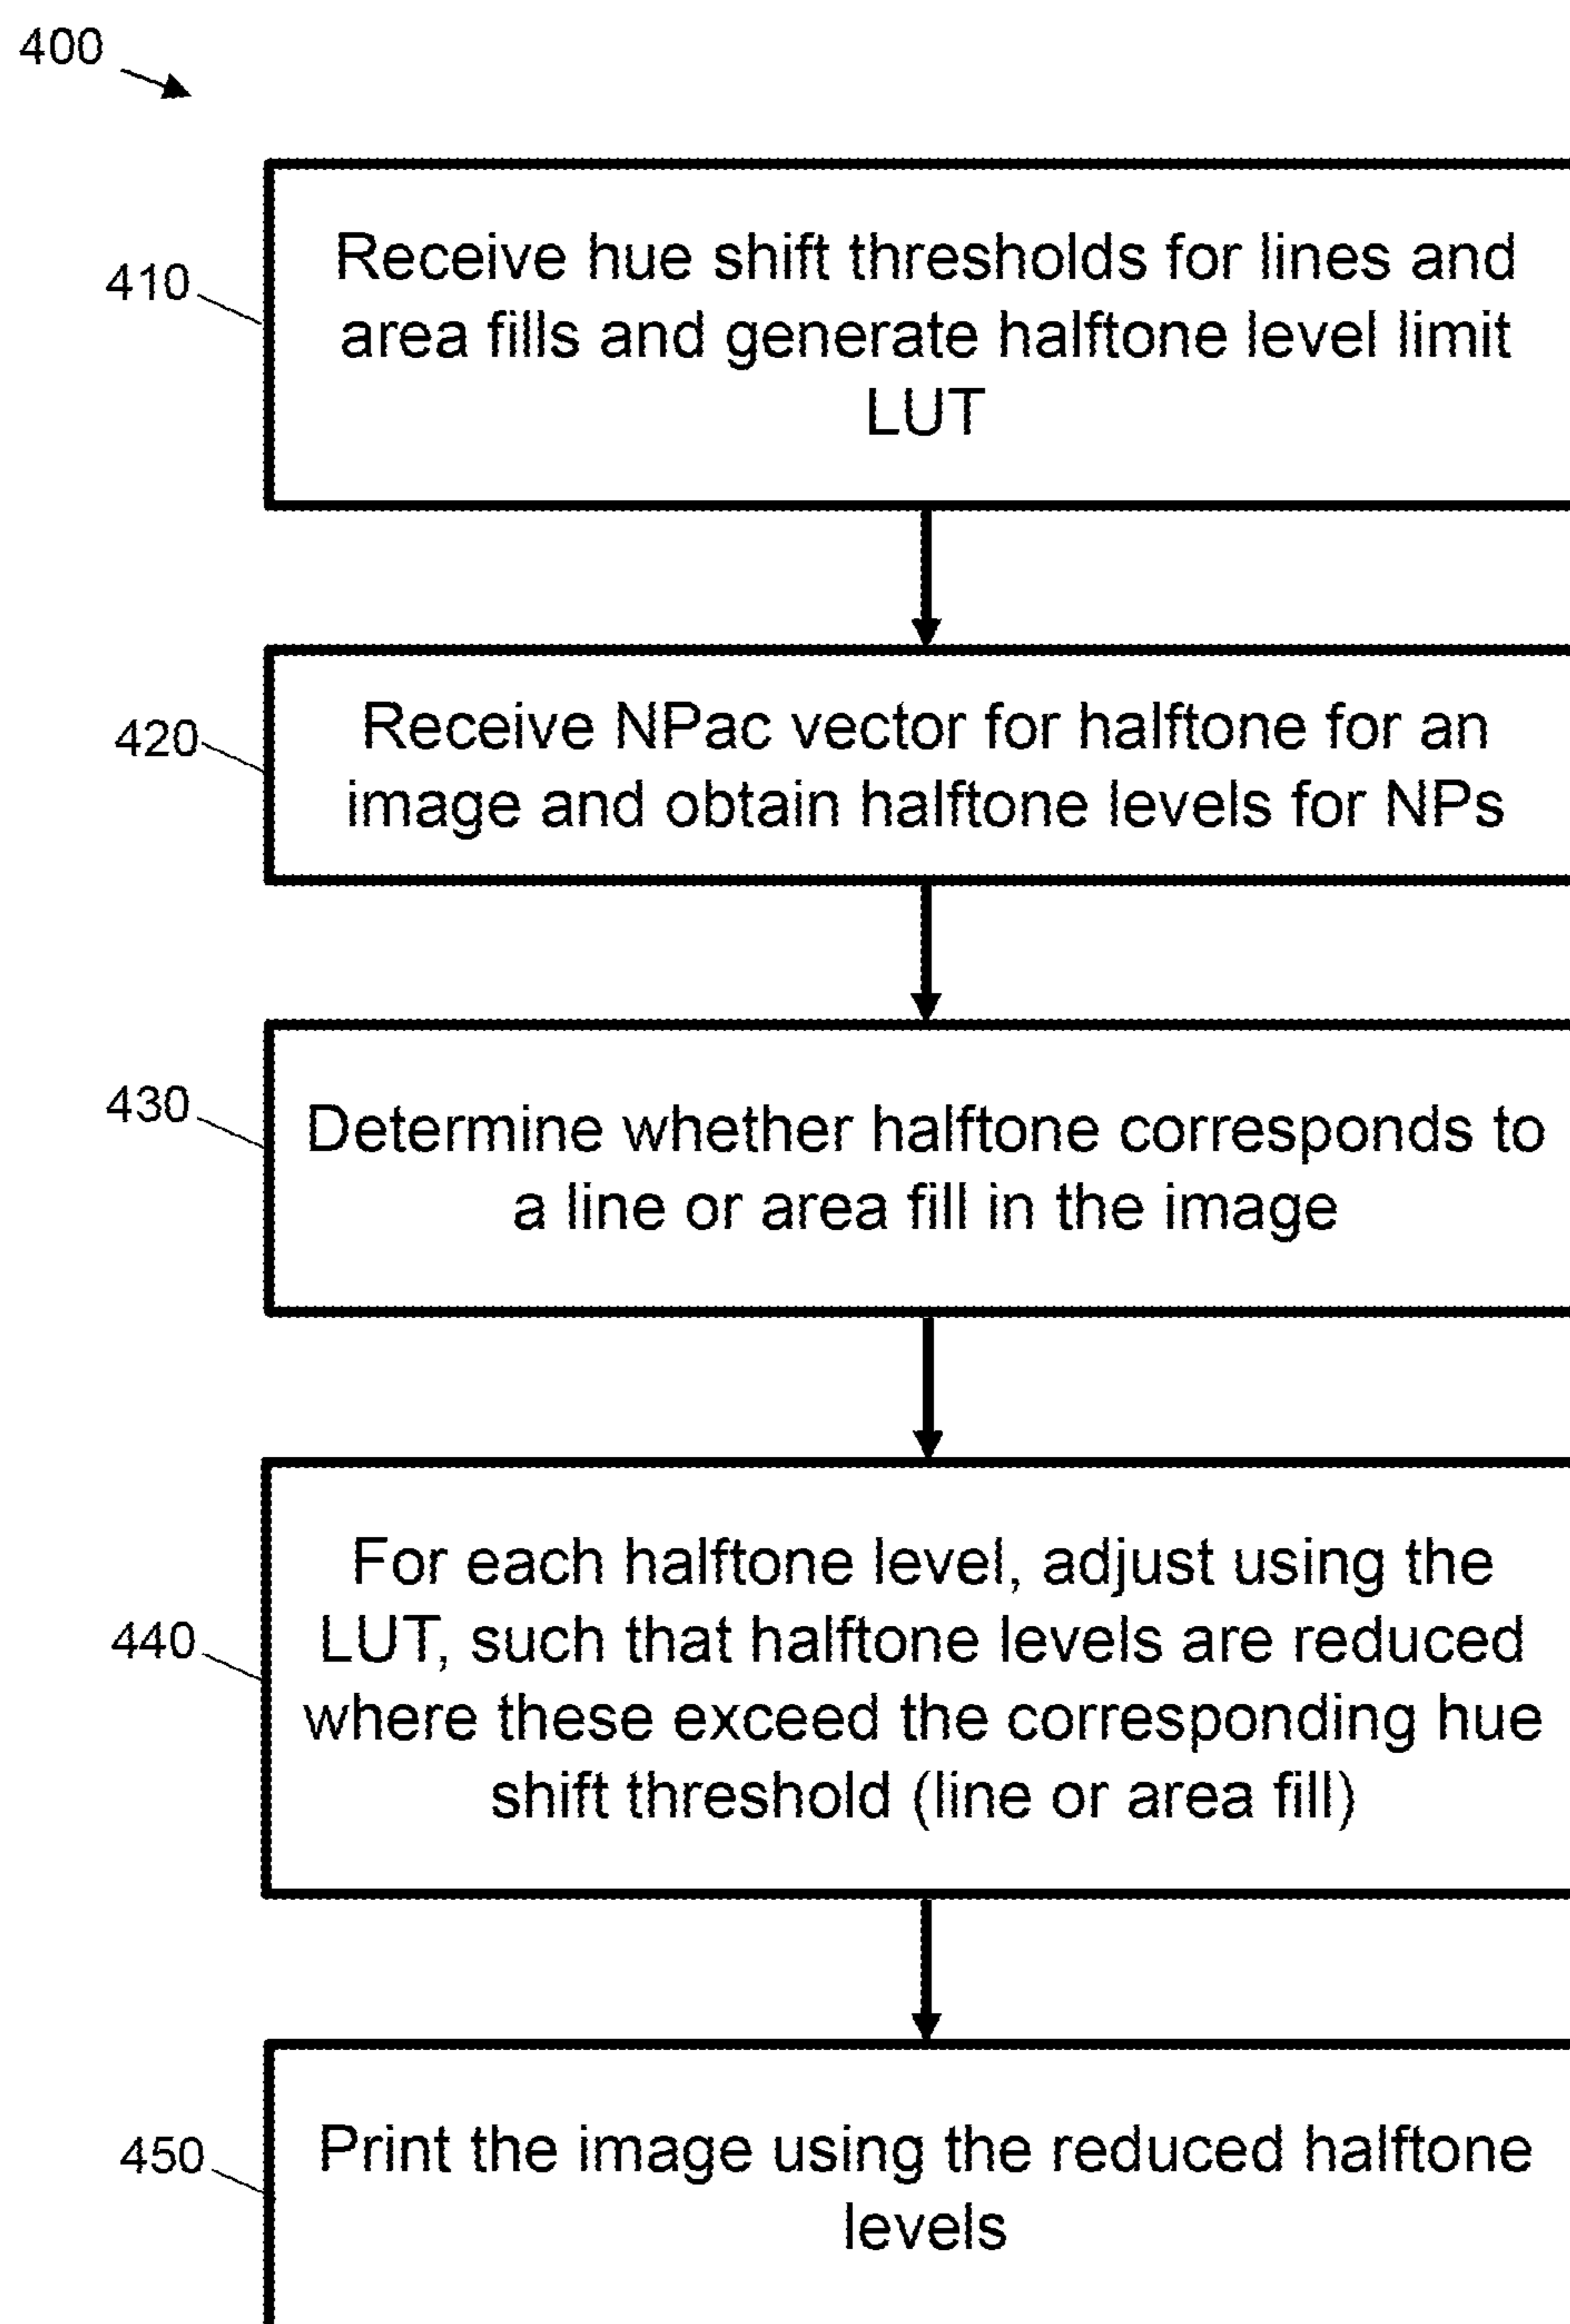 400
410
Receive hue shift thresholds for lines and
area fills and generate halftone level limit
LUT
420
Receive NPac vector for halftone for an
image and obtain halftone levels for NPs
430
Determine whether halftone corresponds to
a line or area fill in the image
440
For each halftone level, adjust using the
LUT, such that halftone levels are reduced
where these exceed the corresponding hue
shift threshold (line or area fill)
450
Print the image using the reduced halftone
levels